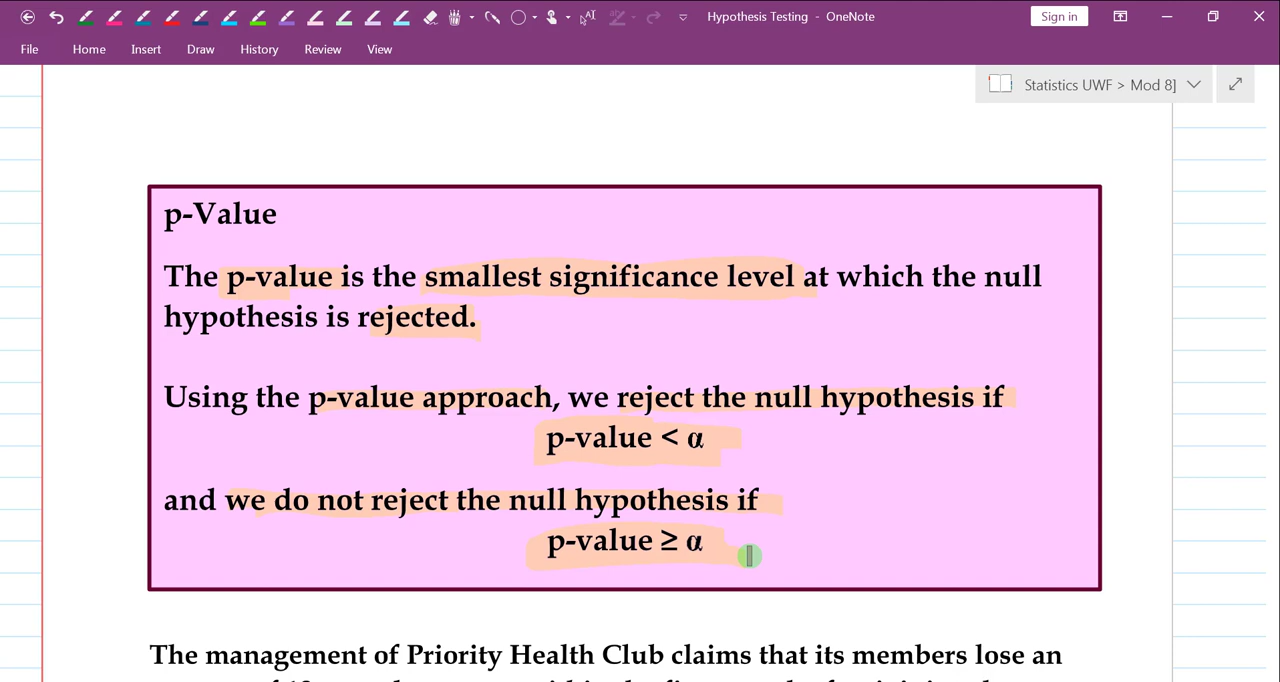 Hypothesis Testing - OneNote
Sign in
File Home Insert Draw History Review View
Statistics UWF > Mod 8]
p-Value
The p-value is the smallest significance level at which the null
hypothesis is rejected.
Using the p-value approach, we reject the null hypothesis if
p-value < α
and we do not reject the null hypothesis if
p-value ≥ α
The management of Priority Health Club claims that its members lose an